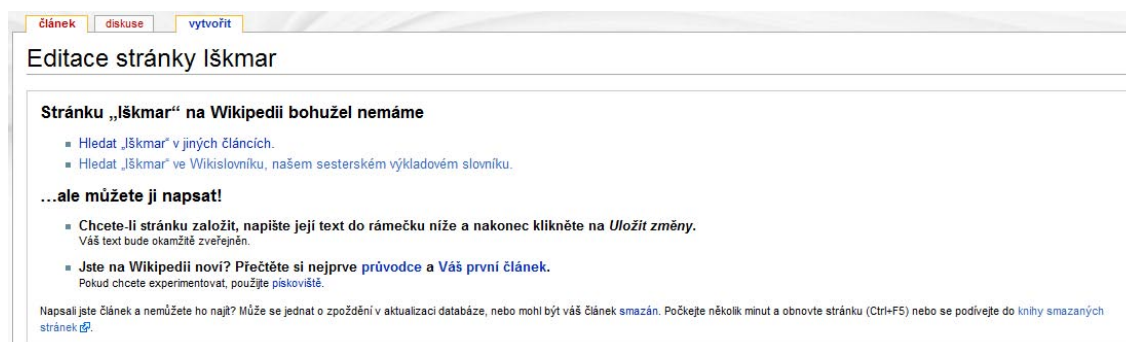 článek diskuse vytvořit
Editace stránky Iškmar
Stránku „Iškmar“ na Wikipedii bohužel nemáme
Hledat „Iškmar“ v jiných článcích.
Hledat „Iškmar“ ve Wikislovníku, našem sesterském výkladovém slovníku.
…ale můžete ji napsat!
Chcete-li stránku založit, napište její text do rámečku níže a nakonec klikněte na Uložit změny.
Váš text bude okamžitě zveřejněn.
Jste na Wikipedii noví? Přečtěte si nejprve průvodce a Váš první článek.
Pokud chcete experimentovat, použijte pískoviště.
Napsali jste článek a nemůžete ho najít? Může se jednat o zpoždění v aktualizaci databáze, nebo mohl být váš článek smazán. Počkejte několik minut a obnovte stránku (Ctrl+F5) nebo se podívejte do knihy smazaných
stránek.